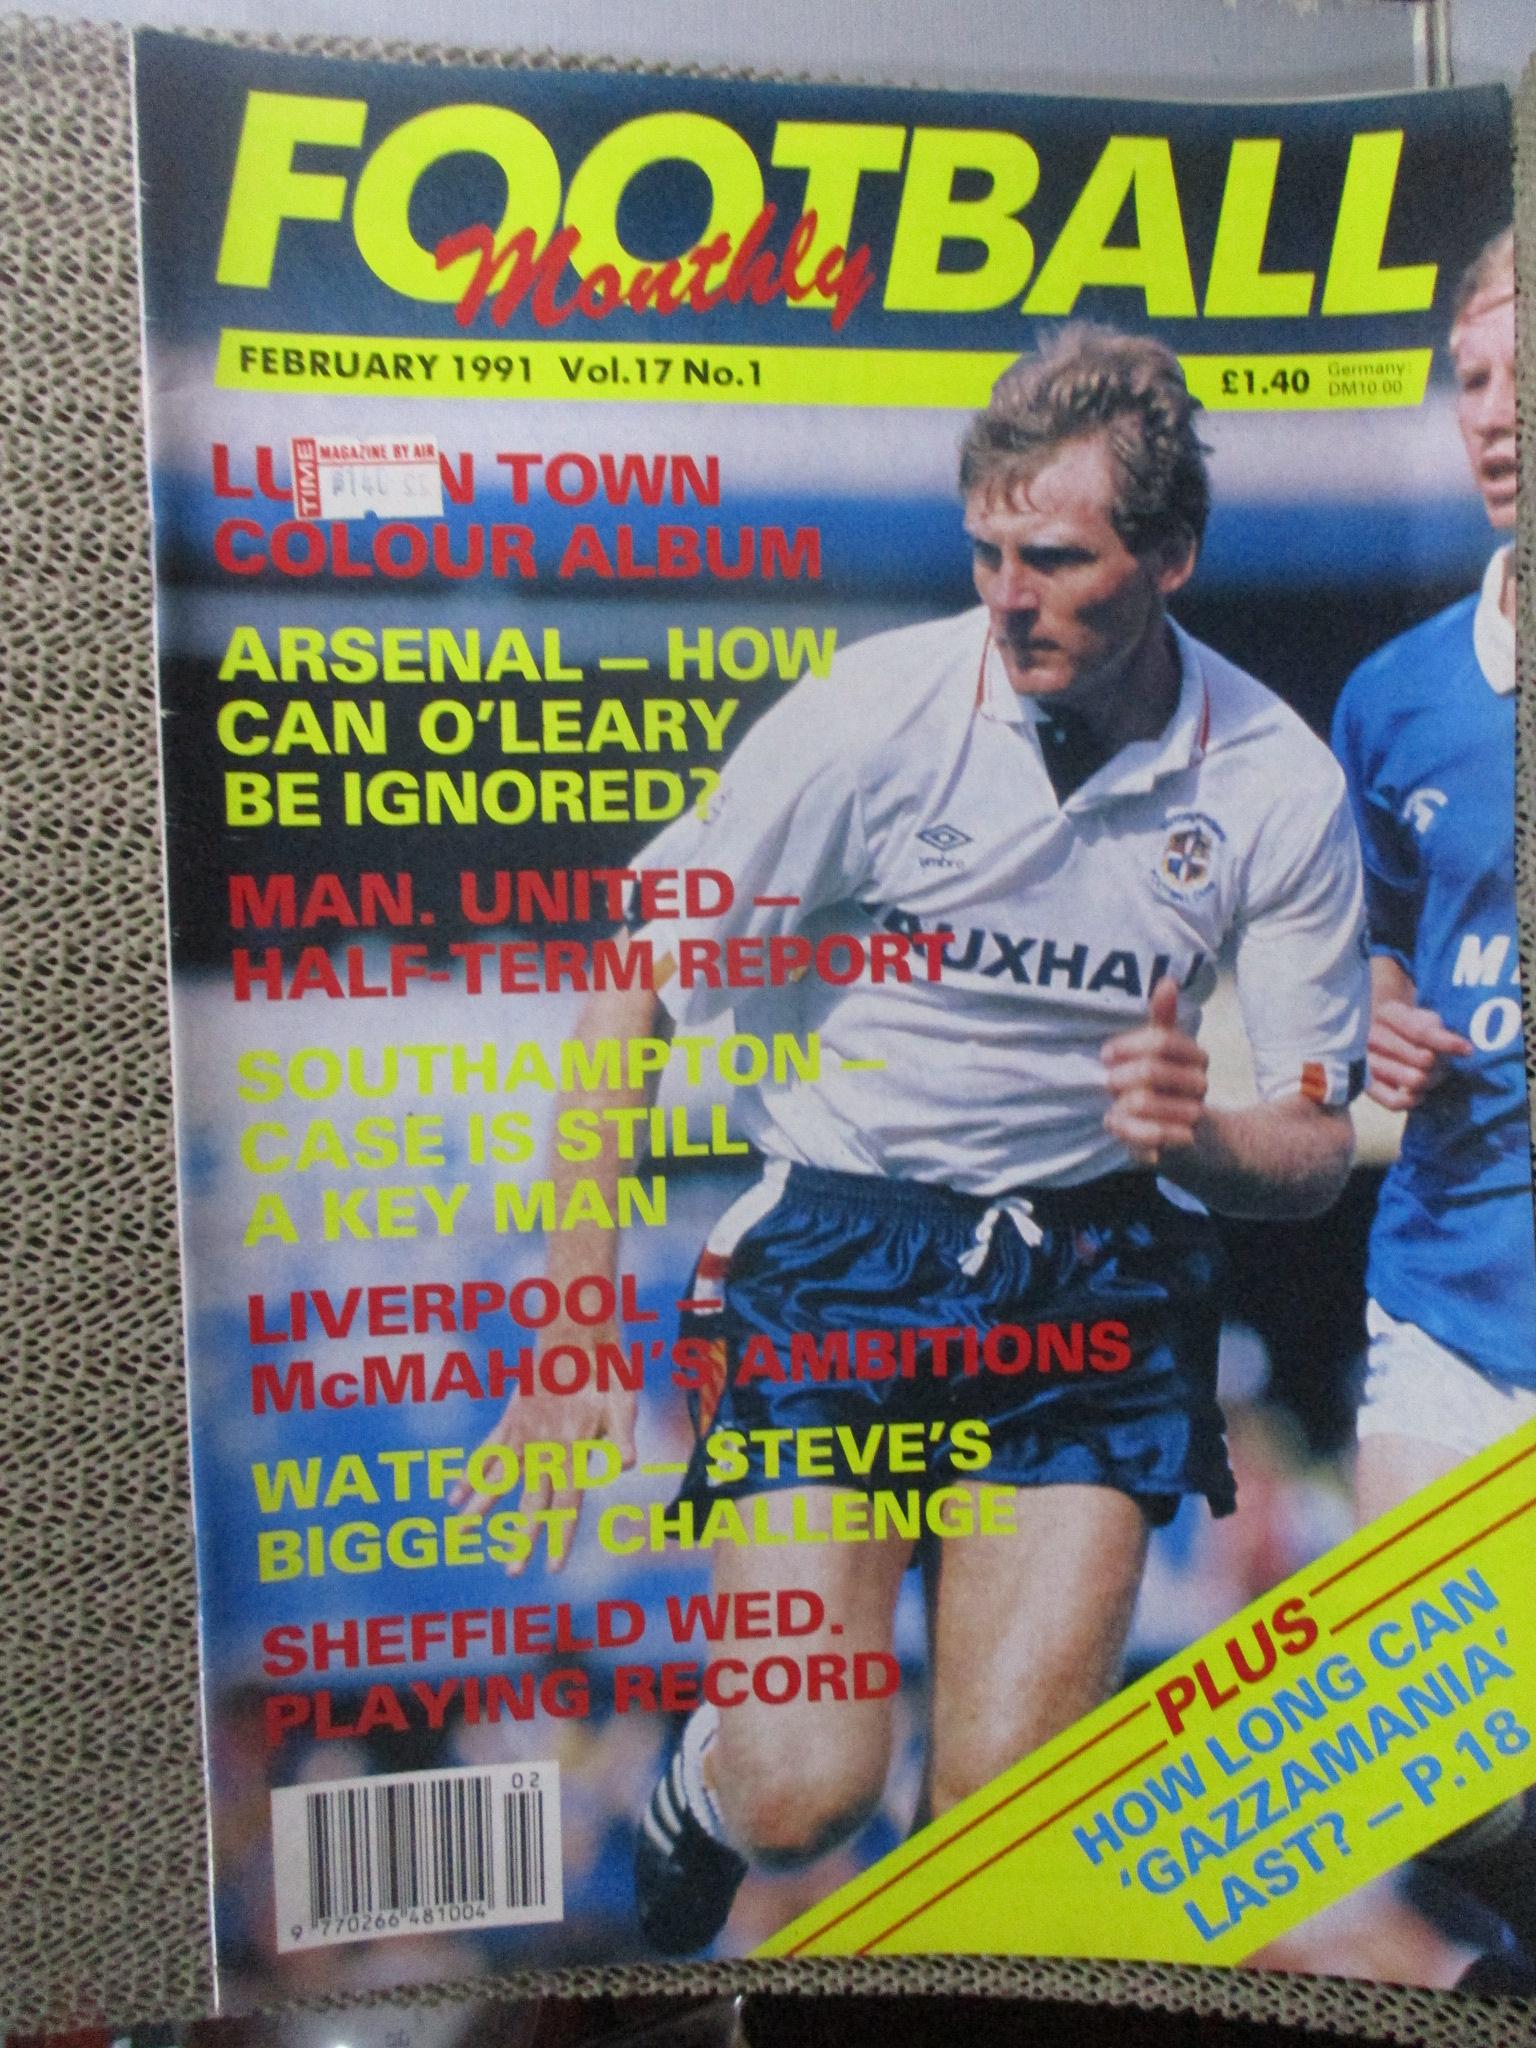 FOOTBALL
Monthly
FEBRUARY 1991 Vol.17 No.1
£1.40
Germany:
DM10.00
TIME
MAGAZINE BY AIR
LU N TOWN
COLOUR ALBUM
ARSENAL – HOW
CAN O'LEARY
BE IGNORED?
MAN. UNITED –
HALF-TERM REPORT
SOUTHAMPTON –
CASE IS STILL
A KEY MAN
LIVERPOOL –
McMAHON'S AMBITIONS
WATFORD – STEVE'S
BIGGEST CHALLENGE
SHEFFIELD WED.
PLAYING RECORD
umbro
VAUXHALL
PLUS
HOW LONG CAN
'GAZZAMANIA'
LAST? – P.18
02
9 770266 481004